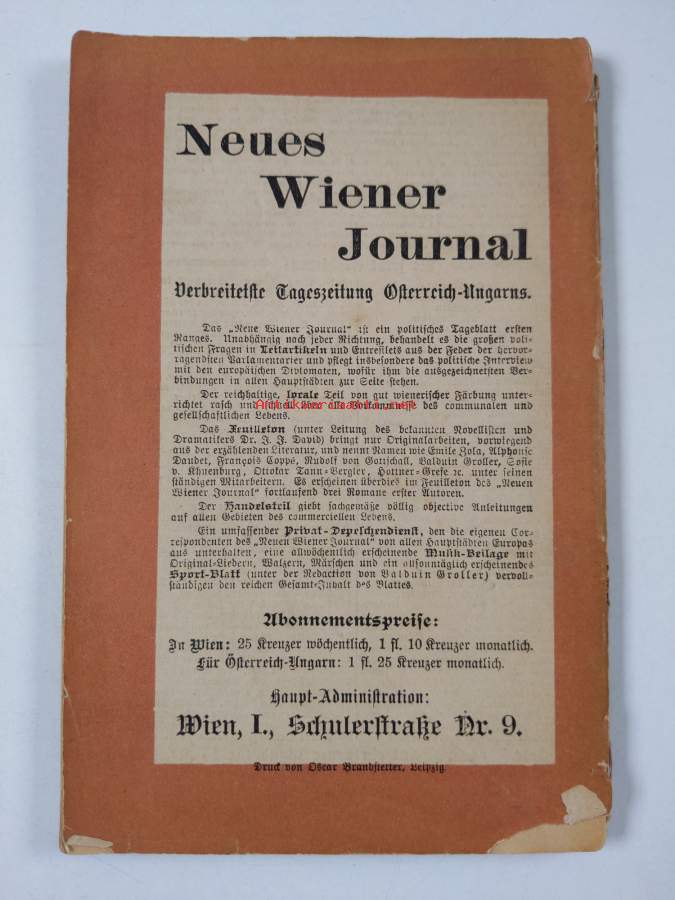 Neues
Wiener
Journal
Verbreitetste Tageszeitung Österreich-Ungarns.
Das „Neue Wiener Journal" ist ein politisches Tageblatt ersten
Ranges. Unabhängig nach jeder Richtung, behandelt es die großen poli-
tischen Fragen in Leitartikeln und Entrefilets aus der Feder der hervor-
ragendsten Parlamentarier und pflegt insbesondere das politische Interview
mit den europäischen Diplomaten, wofür ihm die ausgezeichnetsten Ver-
bindungen in allen Hauptstädten zur Seite stehen.
Der reichhaltige, locale Teil von gut wienerischer Färbung unter-
richtet rasch und über alle Vorkommnisse des communalen und
gesellschaftlichen Lebens.
Das Feuilleton (unter Leitung des bekannten Novellisten und
Dramatikers Dr. J. J. David) bringt nur Originalarbeiten, vorwiegend
aus der erzählenden Literatur, und nennt Namen wie Emile Zola, Alphonse
Daudet, François Coppé, Rudolf von Gottschall, Balduin Groller, Sofie
v. Khuenburg, Ottokar Tann-Bergler, Hottner-Grefe ꝛc. unter seinen
ständigen Mitarbeitern. Es erscheinen überdies im Feuilleton des „Neuen
Wiener Journal" fortlaufend drei Romane erster Autoren.
Der Handelsteil giebt sachgemäße völlig objective Anleitungen
auf allen Gebieten des commerciellen Lebens.
Ein umfassender Privat-Depeschendienst, den die eigenen Cor-
respondenten des „Neuen Wiener Journal" von allen Hauptstädten Europas
aus unterhalten, eine allwöchentlich erscheinende Musik-Beilage mit
Original-Liedern, Walzern, Märschen und ein allsonntäglich erscheinendes
Sport-Blatt (unter der Redaction von Balduin Groller) vervoll-
ständigen den reichen Gesamt-Inhalt des Blattes.
Abonnementspreise:
In Wien: 25 Kreuzer wöchentlich, 1 fl. 10 Kreuzer monatlich.
Für Österreich-Ungarn: 1 fl. 25 Kreuzer monatlich.
Haupt-Administration:
Wien, I., Schulerstraße Nr. 9.
Druck von Oscar Brandstetter, Leipzig.